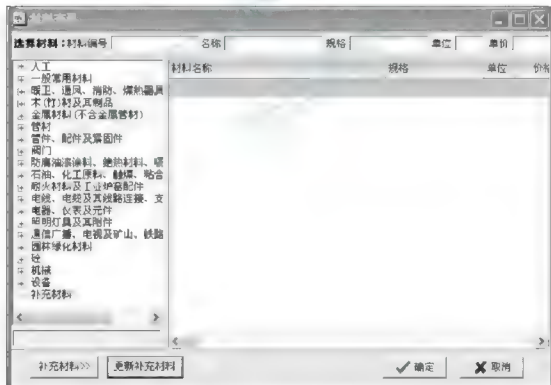 选择材料:材料编号 名称 规格 单位 单价
人工
一般常用材料
暖卫、通风、消防、煤热器具
木(竹)材及其制品
金属材料(不含金属管材)
管材
管件、配件及紧固件
阀门
防腐油漆涂料、绝热材料、吸
石油、化工原料、触媒、粘合
耐火材料及工业炉窑配件
电线、电缆及其线路连接、支
电器、仪表及元件
照明灯具及其附件
通信广播、电视及矿山、铁路
园林绿化材料
砼
机械
设备
补充材料
材料名称 规格 单位 价格
补充材料>> 更新补充材料 确定 取消